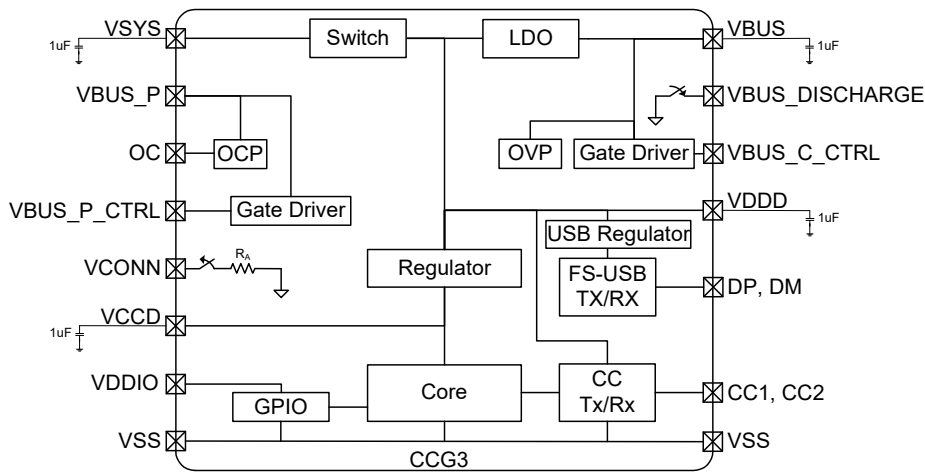 VSYS
1uF
Switch
LDO
VBUS
1uF
VBUS_P
VBUS_DISCHARGE
OC
OCP
OVP
Gate Driver
VBUS_C_CTRL
VBUS_P_CTRL
Gate Driver
VDDD
1uF
USB Regulator
VCONN
RA
Regulator
FS-USB
TX/RX
DP, DM
VCCD
1uF
VDDIO
GPIO
Core
CC
Tx/Rx
CC1, CC2
VSS
VSS
CCG3